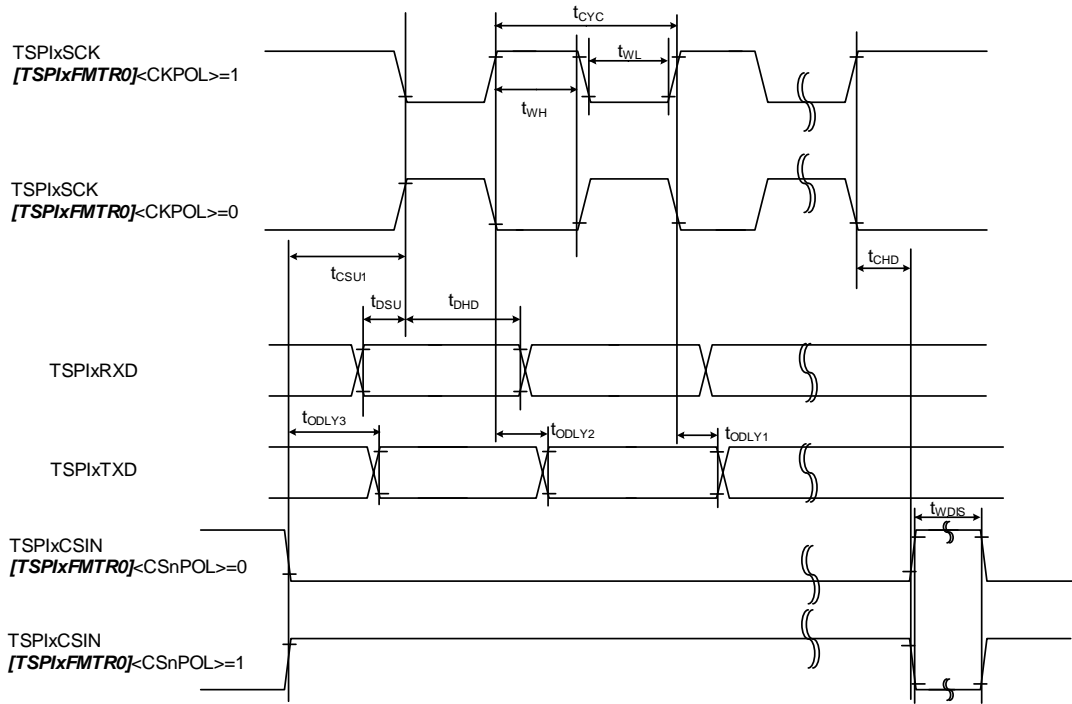 tCYC
TSPIxSCK
[TSPIxFMTR0]<CKPOL>=1
tWL
tWH
TSPIxSCK
[TSPIxFMTR0]<CKPOL>=0
tCSU1
tCHD
tDSU
tDHD
TSPIxRXD
tODLY3
tODLY2
tODLY1
TSPIxTXD
tWDIS
TSPIxCSIN
[TSPIxFMTR0]<CSnPOL>=0
TSPIxCSIN
[TSPIxFMTR0]<CSnPOL>=1